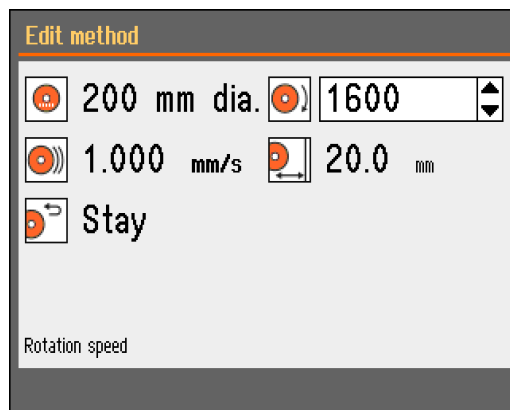 Edit method
200 mm dia. 1600
1.000 mm/s 20.0 mm
Stay
Rotation speed